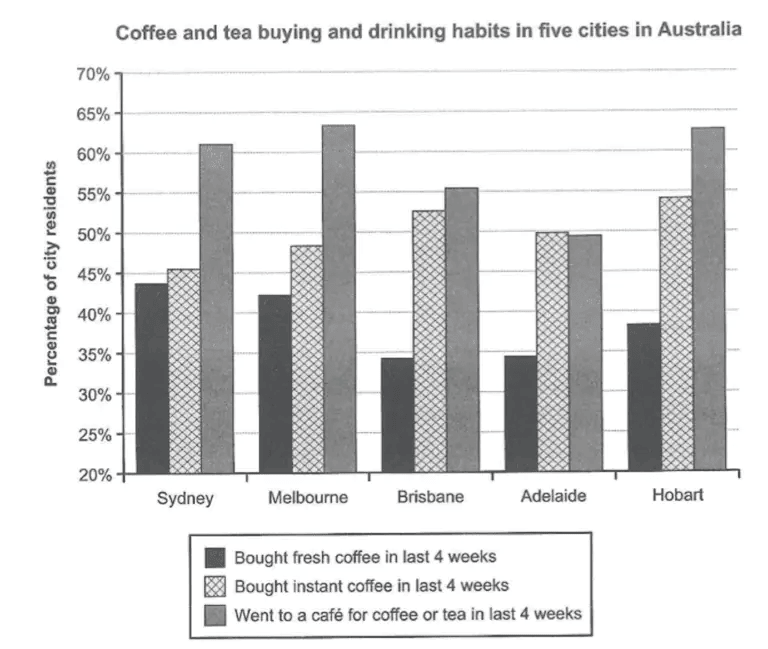 Coffee and tea buying and drinking habits in five cities in Australia
Percentage of city residents
70%
65%
60%
55%
50%
45%
40%
35%
30%
25%
20%
Sydney
Melbourne
Brisbane
Adelaide
Hobart
Bought fresh coffee in last 4 weeks
Bought instant coffee in last 4 weeks
Went to a café for coffee or tea in last 4 weeks